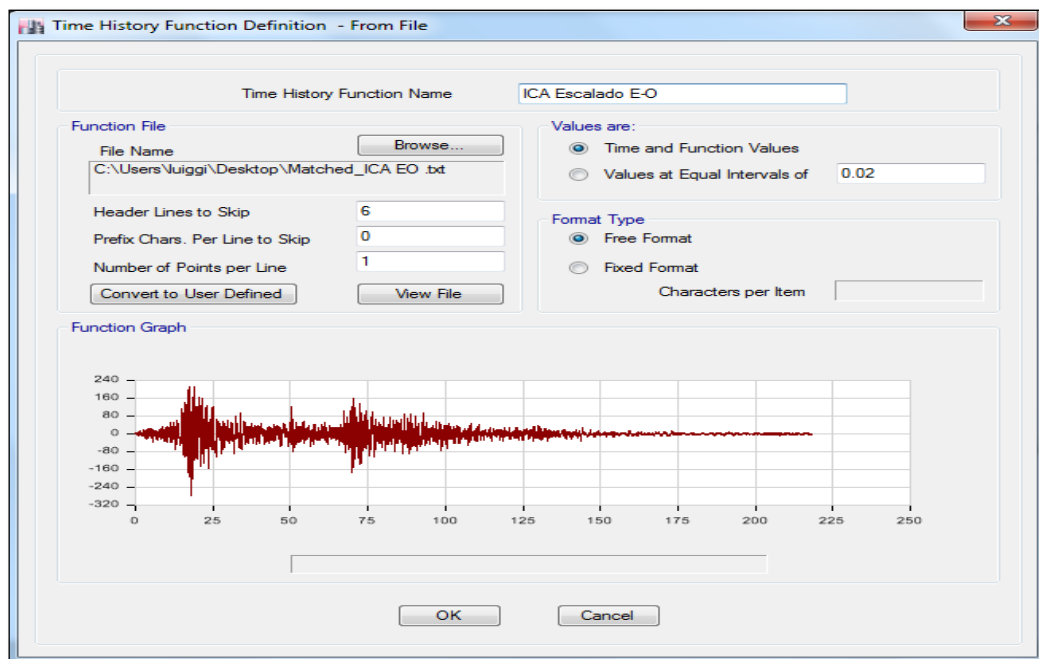 Time History Function Definition - From File
Time History Function Name
ICA Escalado E-O
Function File
File Name
Browse...
C:\Users\luiggi\Desktop\Matched_ICA EO .txt
Header Lines to Skip
6
Prefix Chars. Per Line to Skip
0
Number of Points per Line
1
Convert to User Defined
View File
Values are:
Time and Function Values
Values at Equal Intervals of
0.02
Format Type
Free Format
Fixed Format
Characters per Item
Function Graph
240
160
80
0
-80
-160
-240
-320
0 25 50 75 100 125 150 175 200 225 250
OK
Cancel